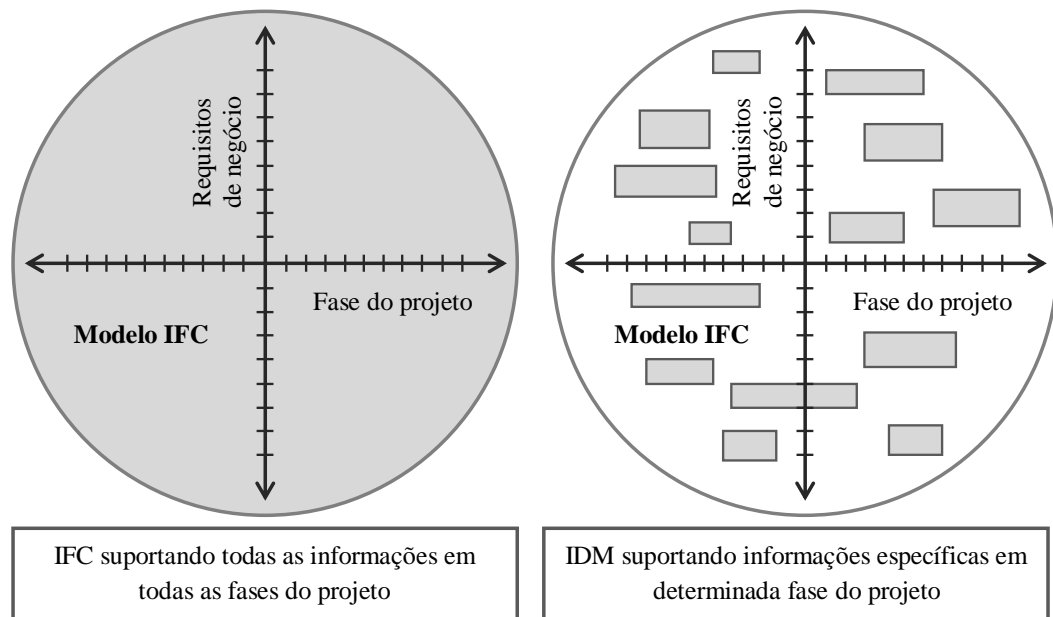 Requisitos
de negócio
Fase do projeto
Modelo IFC
IFC suportando todas as informações em
todas as fases do projeto
Requisitos
de negócio
Fase do projeto
Modelo IFC
IDM suportando informações específicas em
determinada fase do projeto